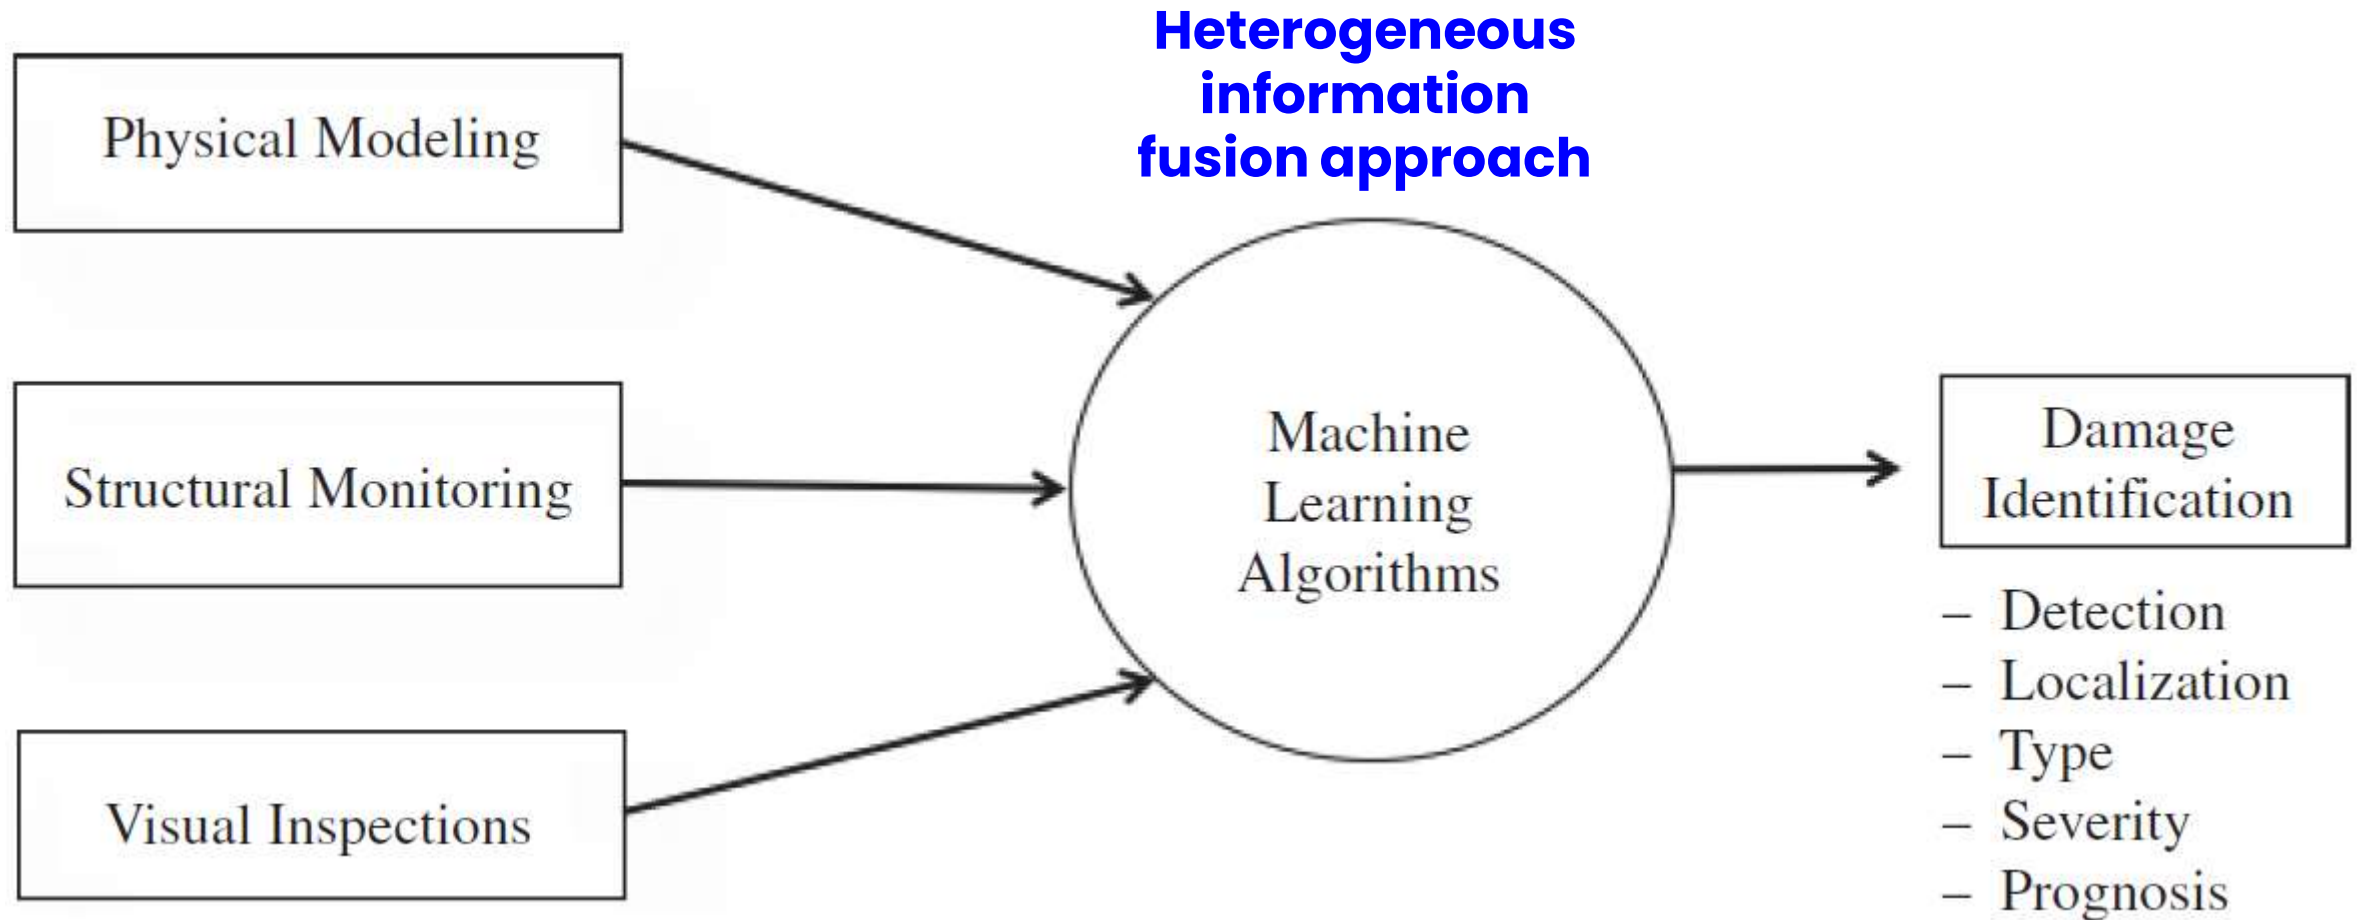 Heterogeneous
information
fusion approach
Physical Modeling
Structural Monitoring
Visual Inspections
Machine
Learning
Algorithms
Damage
Identification
– Detection
– Localization
– Type
– Severity
– Prognosis